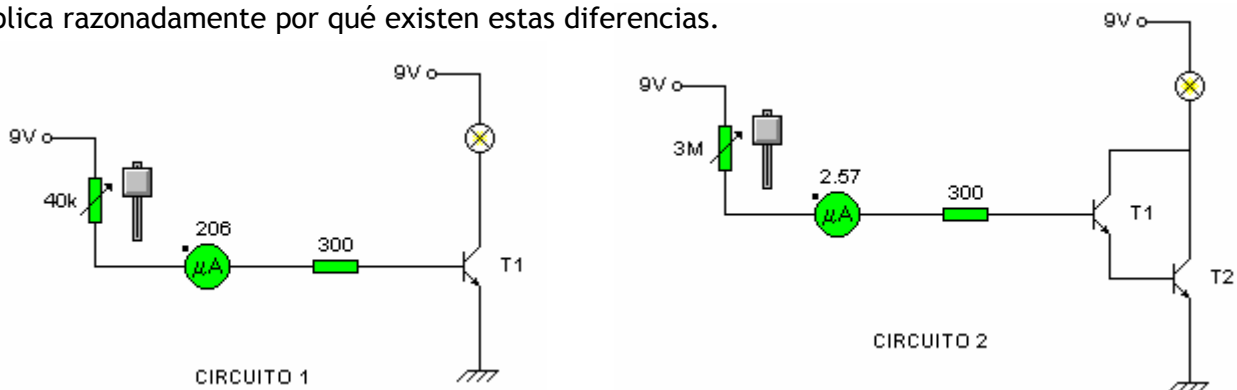 plica razonadamente por qué existen estas diferencias.
9V
9V
40k
206
µA
300
T1
CIRCUITO 1
9V
9V
3M
2.57
µA
300
T1
T2
CIRCUITO 2